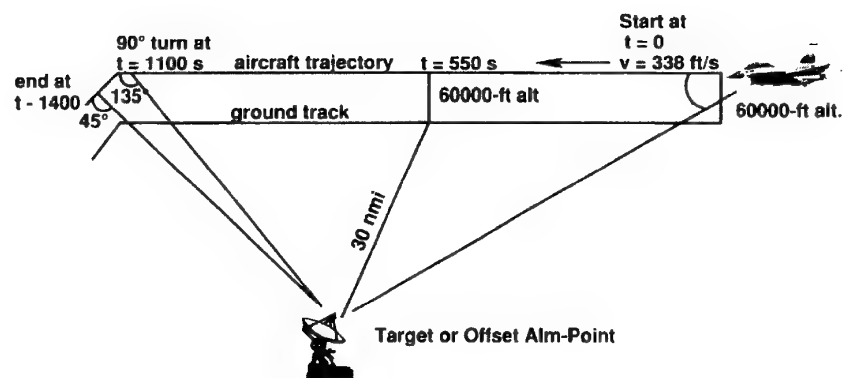 Start at
t = 0
v = 338 ft/s
90° turn at
t = 1100 s
aircraft trajectory
t = 550 s
end at
t - 1400
135°
45°
60000-ft alt
60000-ft alt.
ground track
30 nmi
Target or Offset Aim-Point